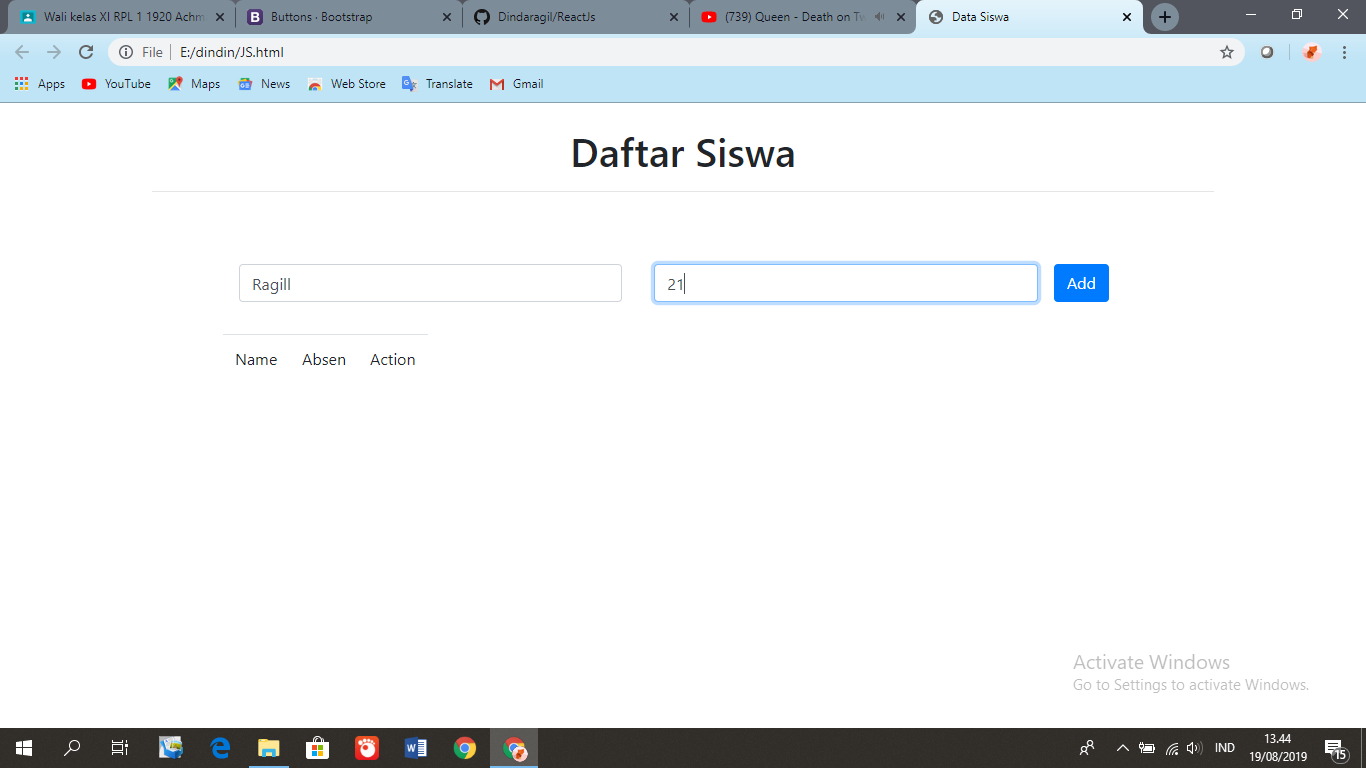 Wali kelas XI RPL 1 1920 Achm
Buttons · Bootstrap
Dindaragil/ReactJs
(739) Queen - Death on Tw
Data Siswa
File E:/dindin/JS.html
Apps YouTube Maps News Web Store Translate Gmail
Daftar Siswa
Ragill 21 Add
Name Absen Action
Activate Windows
Go to Settings to activate Windows.
IND 13.44
19/08/2019
15